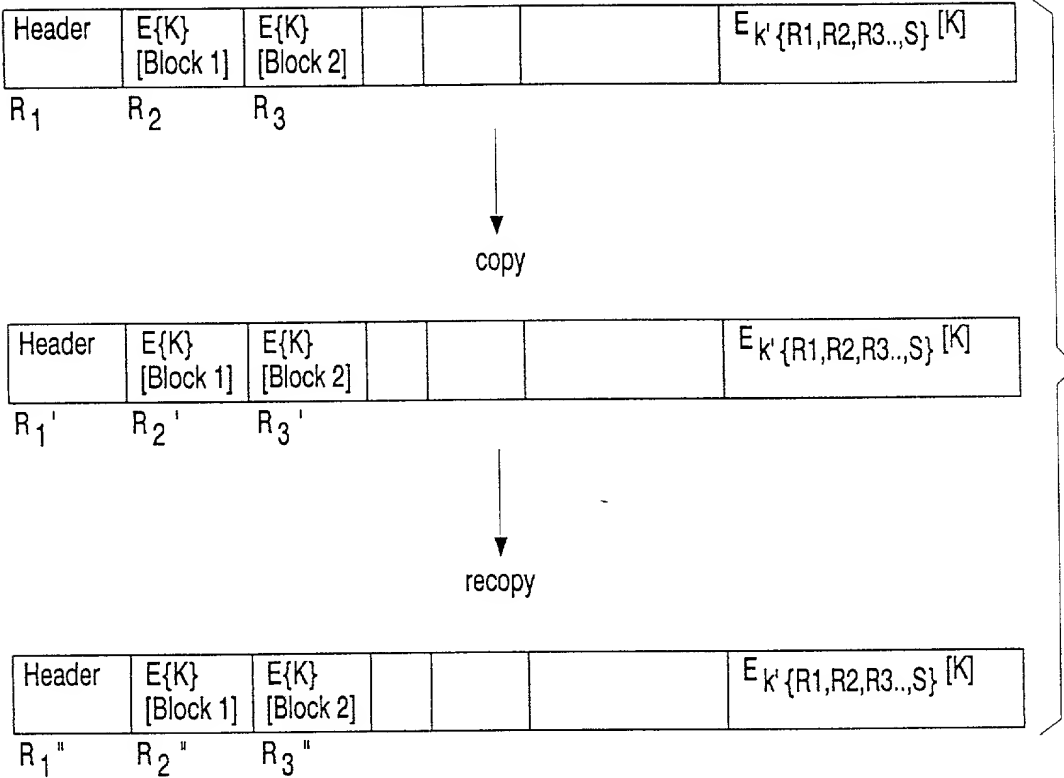 Header E{K} E{K} E k' {R1,R2,R3..,S} [K]
[Block 1] [Block 2]
R1 R2 R3
copy
Header E{K} E{K} E k' {R1,R2,R3..,S} [K]
[Block 1] [Block 2]
R1' R2' R3'
recopy
Header E{K} E{K} E k' {R1,R2,R3..,S} [K]
[Block 1] [Block 2]
R1" R2" R3"